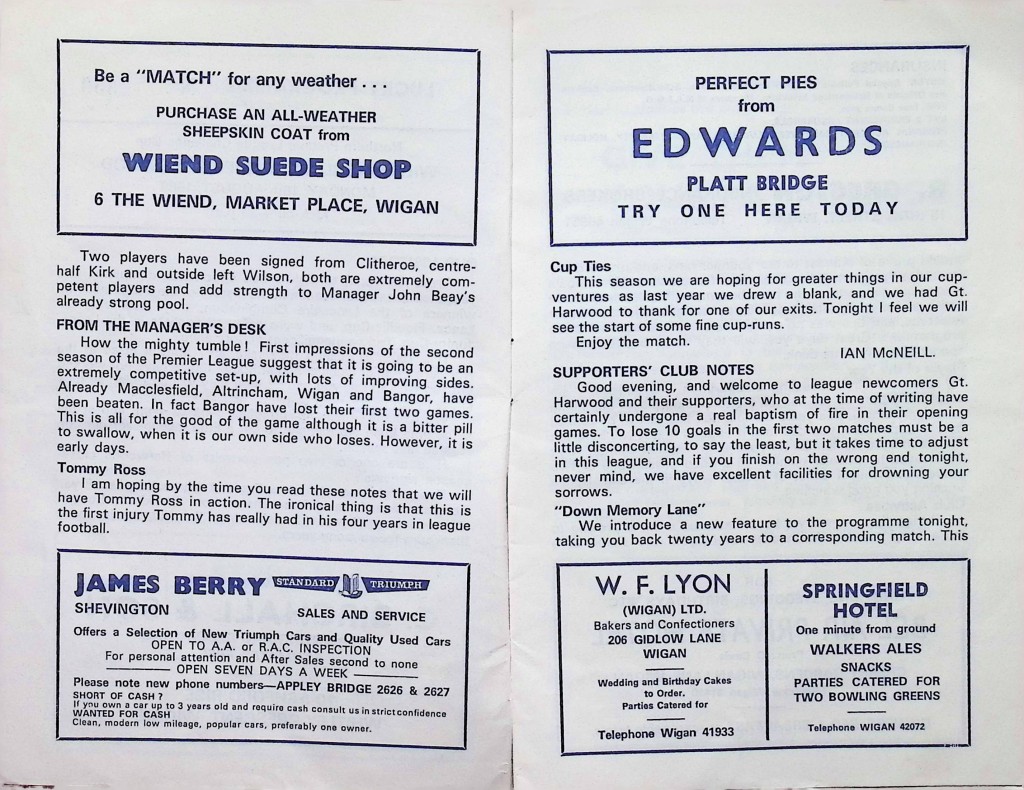 Be a "MATCH" for any weather . . .
PURCHASE AN ALL-WEATHER
SHEEPSKIN COAT from
WIEND SUEDE SHOP
6 THE WIEND, MARKET PLACE, WIGAN
Two players have been signed from Clitheroe, centre-
half Kirk and outside left Wilson, both are extremely com-
petent players and add strength to Manager John Beay's
already strong pool.
FROM THE MANAGER'S DESK
How the mighty tumble! First impressions of the second
season of the Premier League suggest that it is going to be an
extremely competitive set-up, with lots of improving sides.
Already Macclesfield, Altrincham, Wigan and Bangor, have
been beaten. In fact Bangor have lost their first two games.
This is all for the good of the game although it is a bitter pill
to swallow, when it is our own side who loses. However, it is
early days.
Tommy Ross
I am hoping by the time you read these notes that we will
have Tommy Ross in action. The ironical thing is that this is
the first injury Tommy has really had in his four years in league
football.
JAMES BERRY STANDARD TRIUMPH
SHEVINGTON SALES AND SERVICE
Offers a Selection of New Triumph Cars and Quality Used Cars
OPEN TO A.A. or R.A.C. INSPECTION
For personal attention and After Sales second to none
OPEN SEVEN DAYS A WEEK
Please note new phone numbers—APPLEY BRIDGE 2626 & 2627
SHORT OF CASH ?
If you own a car up to 3 years old and require cash consult us in strict confidence
WANTED FOR CASH
Clean, modern low mileage, popular cars, preferably one owner.
PERFECT PIES
from
EDWARDS
PLATT BRIDGE
TRY ONE HERE TODAY
Cup Ties
This season we are hoping for greater things in our cup-
ventures as last year we drew a blank, and we had Gt.
Harwood to thank for one of our exits. Tonight I feel we will
see the start of some fine cup-runs.
Enjoy the match.
IAN McNEILL.
SUPPORTERS' CLUB NOTES
Good evening, and welcome to league newcomers Gt.
Harwood and their supporters, who at the time of writing have
certainly undergone a real baptism of fire in their opening
games. To lose 10 goals in the first two matches must be a
little disconcerting, to say the least, but it takes time to adjust
in this league, and if you finish on the wrong end tonight,
never mind, we have excellent facilities for drowning your
sorrows.
"Down Memory Lane"
We introduce a new feature to the programme tonight,
taking you back twenty years to a corresponding match. This
W. F. LYON
(WIGAN) LTD.
Bakers and Confectioners
206 GIDLOW LANE
WIGAN
Wedding and Birthday Cakes
to Order.
Parties Catered for
Telephone Wigan 41933
SPRINGFIELD
HOTEL
One minute from ground
WALKERS ALES
SNACKS
PARTIES CATERED FOR
TWO BOWLING GREENS
Telephone WIGAN 42072